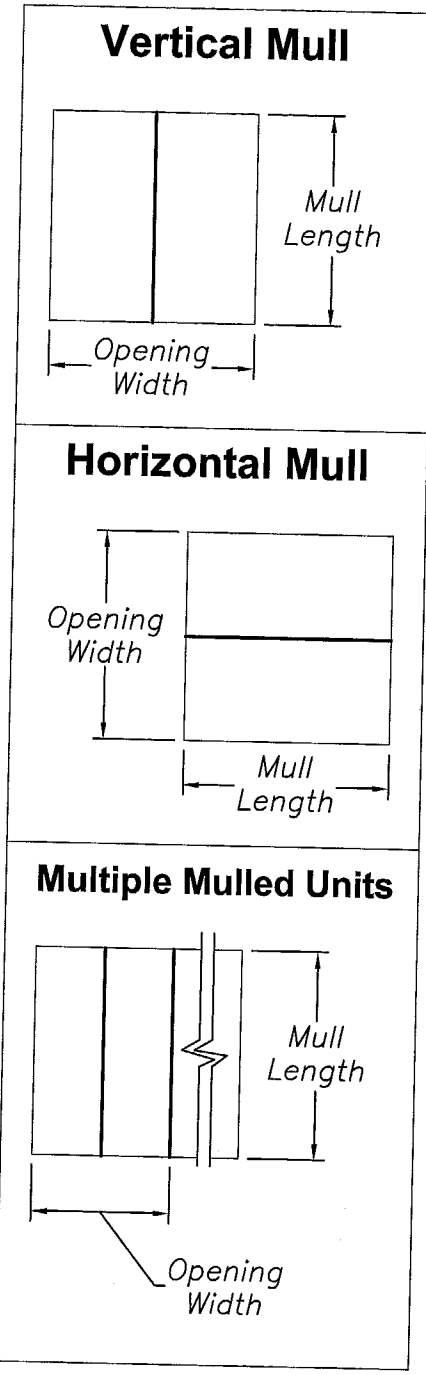 Vertical Mull
Mull
Length
Opening
Width
Horizontal Mull
Opening
Width
Mull
Length
Multiple Mulled Units
Mull
Length
Opening
Width